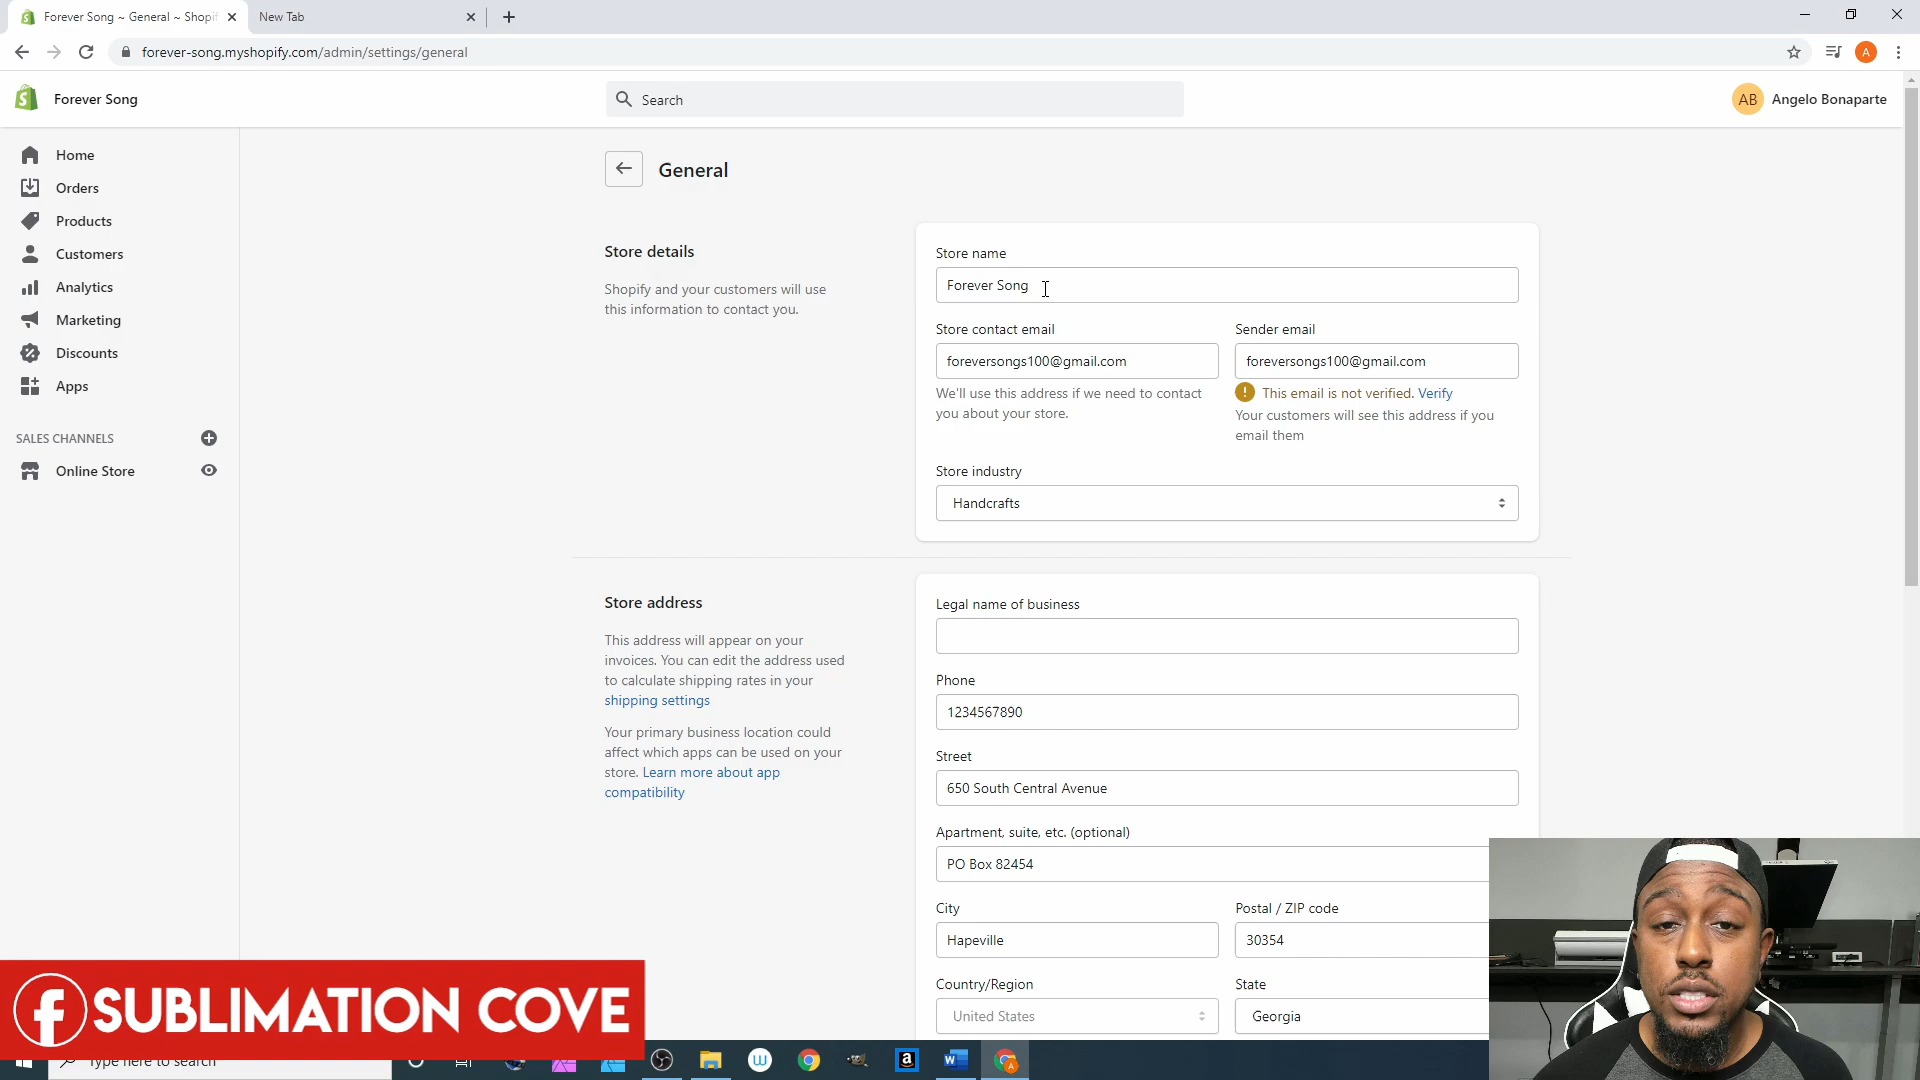 Forever Song ~ General ~ Shopif
New Tab
forever-song.myshopify.com/admin/settings/general
A
Forever Song
Search
AB
Angelo Bonaparte
Home
Orders
Products
Customers
Analytics
Marketing
Discounts
Apps
SALES CHANNELS
Online Store
General
Store details
Shopify and your customers will use
this information to contact you.
Store name
Forever Song
Store contact email
foreversongs100@gmail.com
We'll use this address if we need to contact
you about your store.
Sender email
foreversongs100@gmail.com
This email is not verified. Verify
Your customers will see this address if you
email them
Store industry
Handcrafts
Store address
This address will appear on your
invoices. You can edit the address used
to calculate shipping rates in your
shipping settings
Your primary business location could
affect which apps can be used on your
store. Learn more about app
compatibility
Legal name of business
Phone
1234567890
Street
650 South Central Avenue
Apartment, suite, etc. (optional)
PO Box 82454
City
Hapeville
Postal / ZIP code
30354
Country/Region
United States
State
Georgia
SUBLIMATION COVE
Type here to search